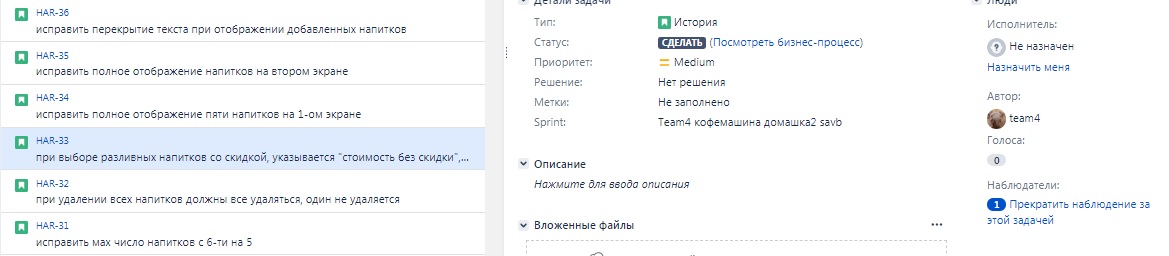 HAR-36
исправить перекрытие текста при отображении добавленных напитков
HAR-35
исправить полное отображение напитков на втором экране
HAR-34
исправить полное отображение пяти напитков на 1-ом экране
HAR-33
при выборе разливных напитков со скидкой, указывается "стоимость без скидки",...
HAR-32
при удалении всех напитков должны все удаляться, один не удаляется
HAR-31
исправить мах число напитков с 6-ти на 5
Детали задачи
Тип: История
Статус: СДЕЛАТЬ (Посмотреть бизнес-процесс)
Приоритет: Medium
Решение: Нет решения
Метки: Не заполнено
Sprint: Team4 кофемашина домашка2 savb
Описание
Нажмите для ввода описания
Вложенные файлы
Люди
Исполнитель:
Не назначен
Назначить меня
Автор:
team4
Голоса:
0
Наблюдатели:
1 Прекратить наблюдение за
этой задачей